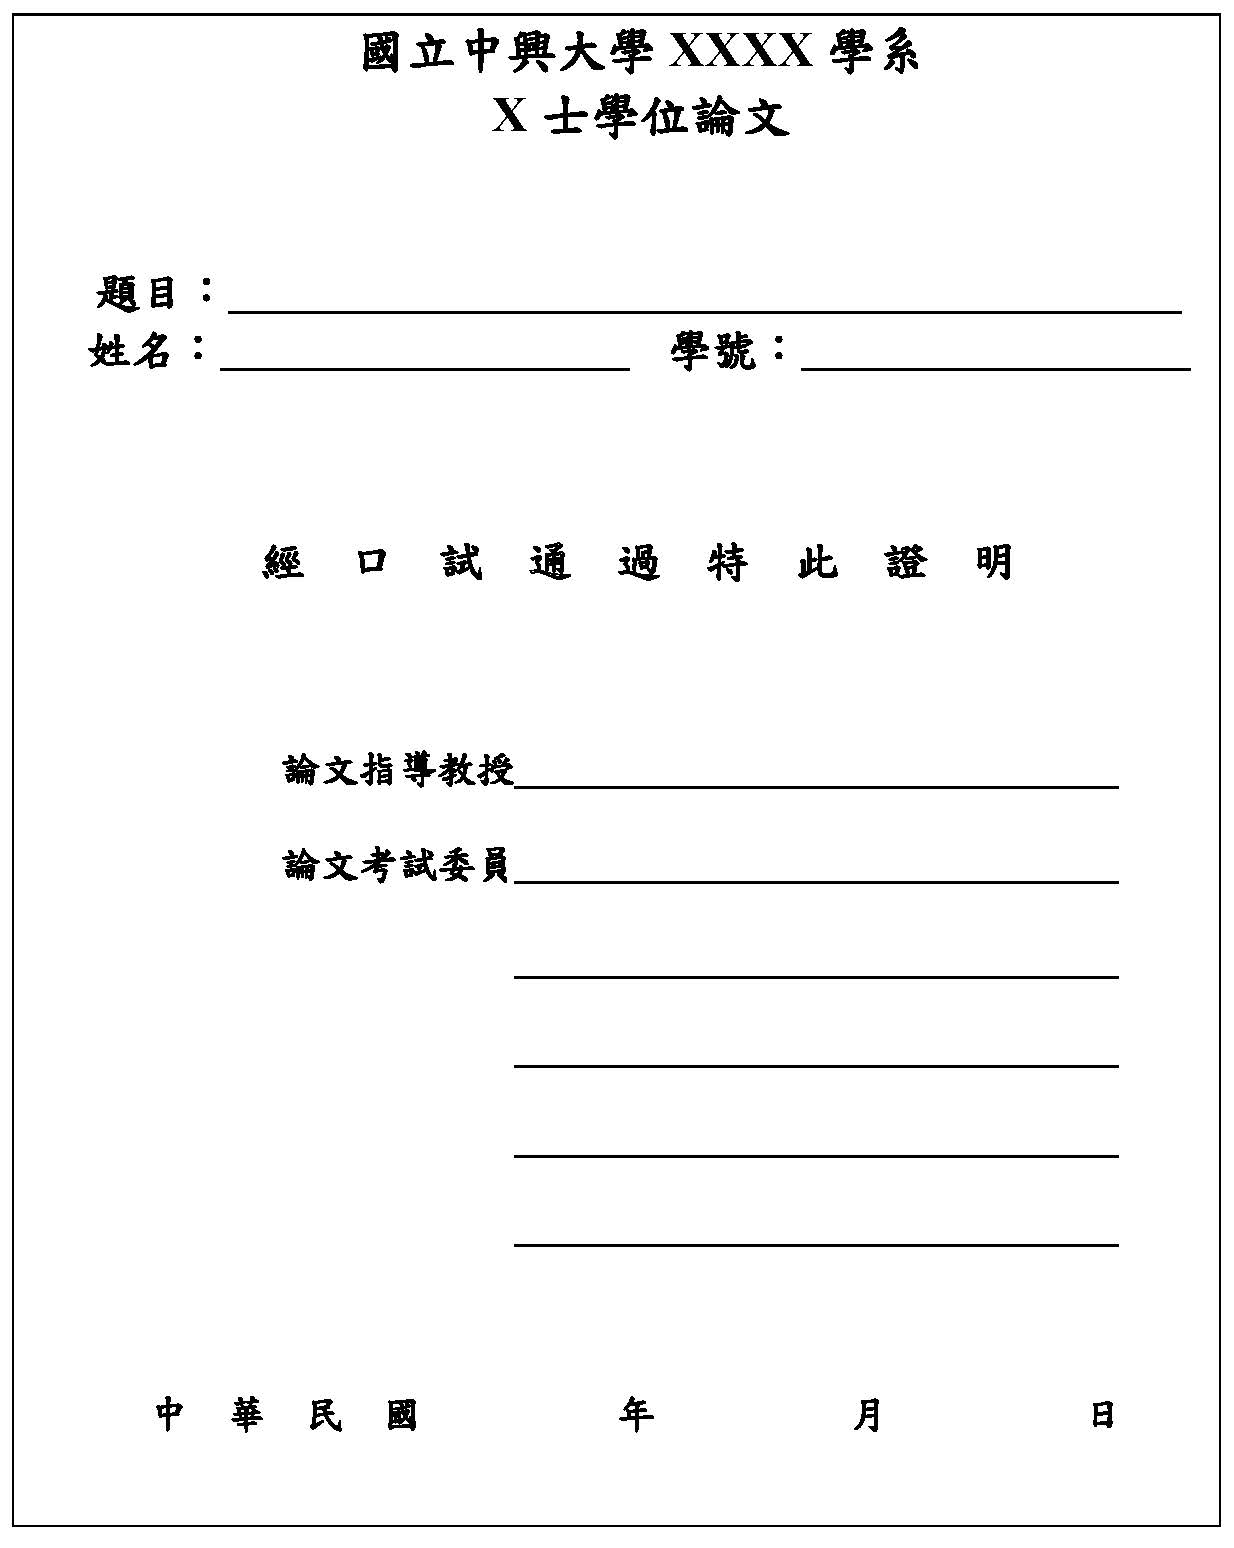 國立中興大學 XXXX 學系
X 士學位論文
題目：
姓名： 學號：
經口試通過特此證明
論文指導教授
論文考試委員
中華民國 年 月 日